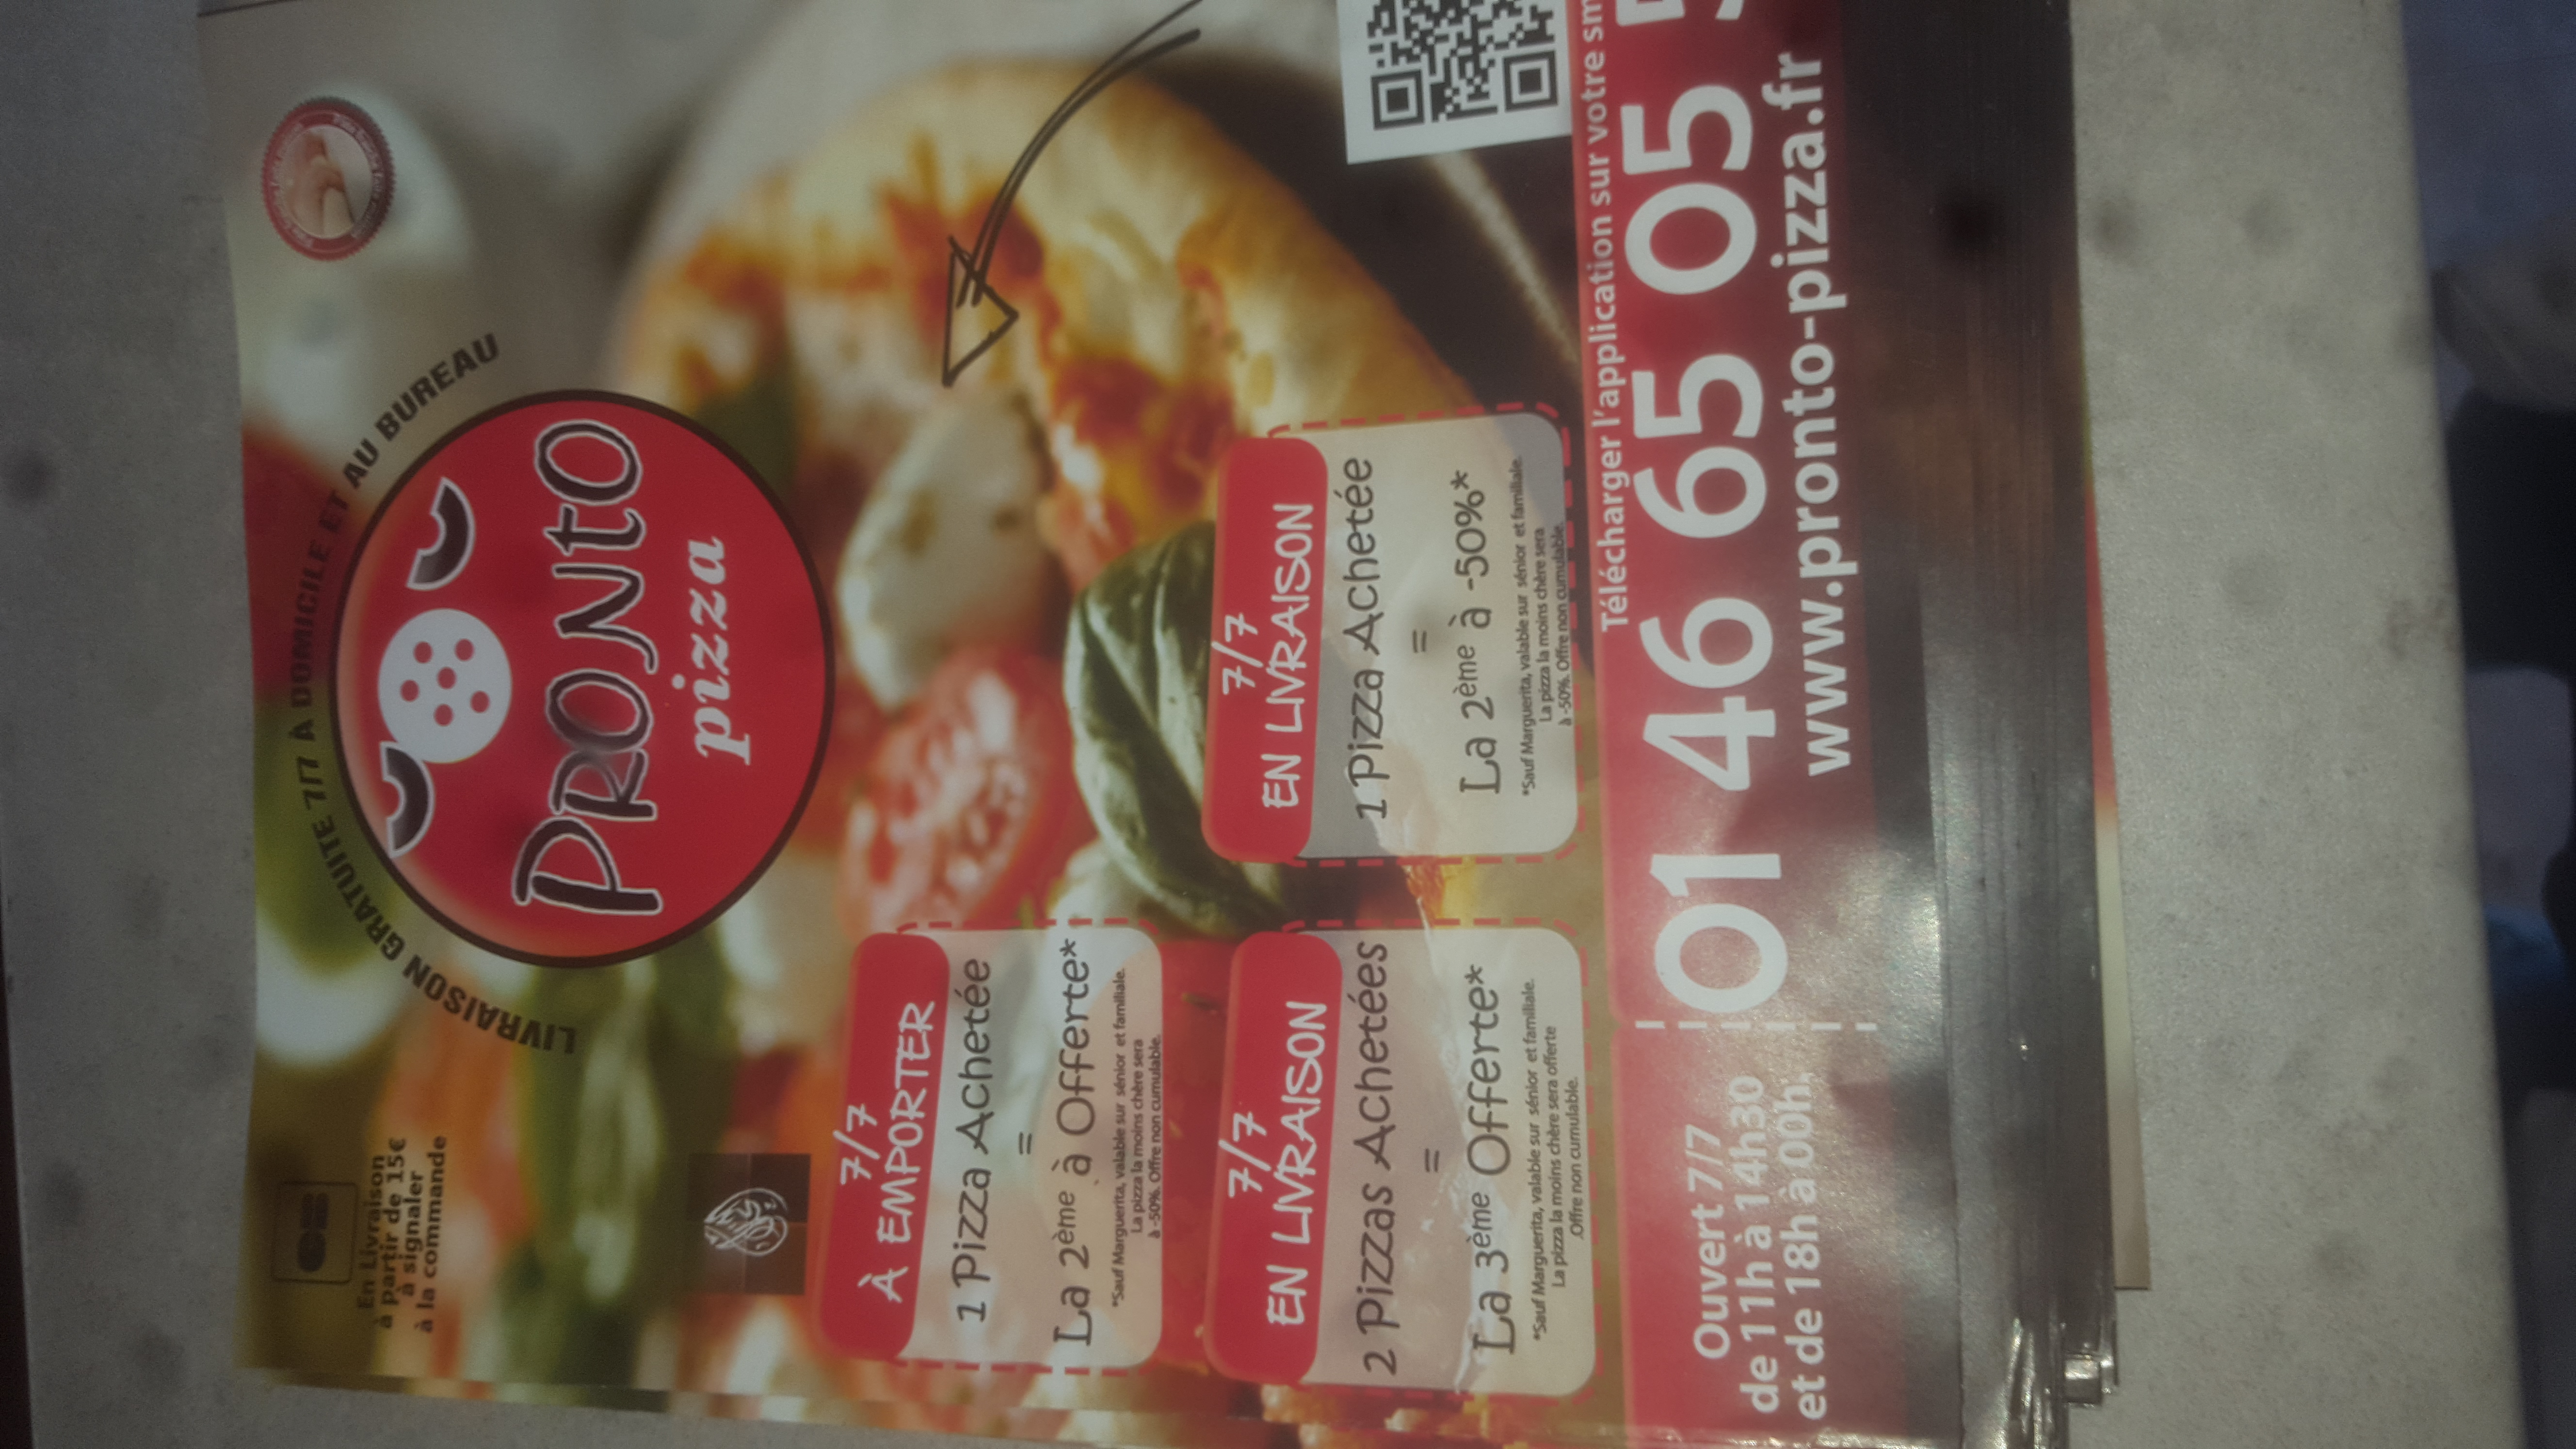 LIVRAISON GRATUITE 7/7 À DOMICILE ET AU BUREAU
PRONTO
pizza
CB
En Livraison
à partir de 15€
à signaler
à la commande
7/7
À EMPORTER
1 Pizza Achetée
=
La 2ème à Offerte*
*Sauf Marguerita, valable sur sénior et familiale.
La pizza la moins chère sera
à -50%. Offre non cumulable.
7/7
EN LIVRAISON
2 Pizzas Achetées
=
La 3ème Offerte*
*Sauf Marguerita, valable sur sénior et familiale.
La pizza la moins chère sera offerte
.Offre non cumulable.
7/7
EN LIVRAISON
1 Pizza Achetée
=
La 2ème à -50%*
*Sauf Marguerita, valable sur sénior et familiale.
La pizza la moins chère sera
à -50%. Offre non cumulable.
Ouvert 7/7
de 11h à 14h30
et de 18h à 00h.
Télécharger l'application sur votre sm
01 46 65 05
www.pronto-pizza.fr